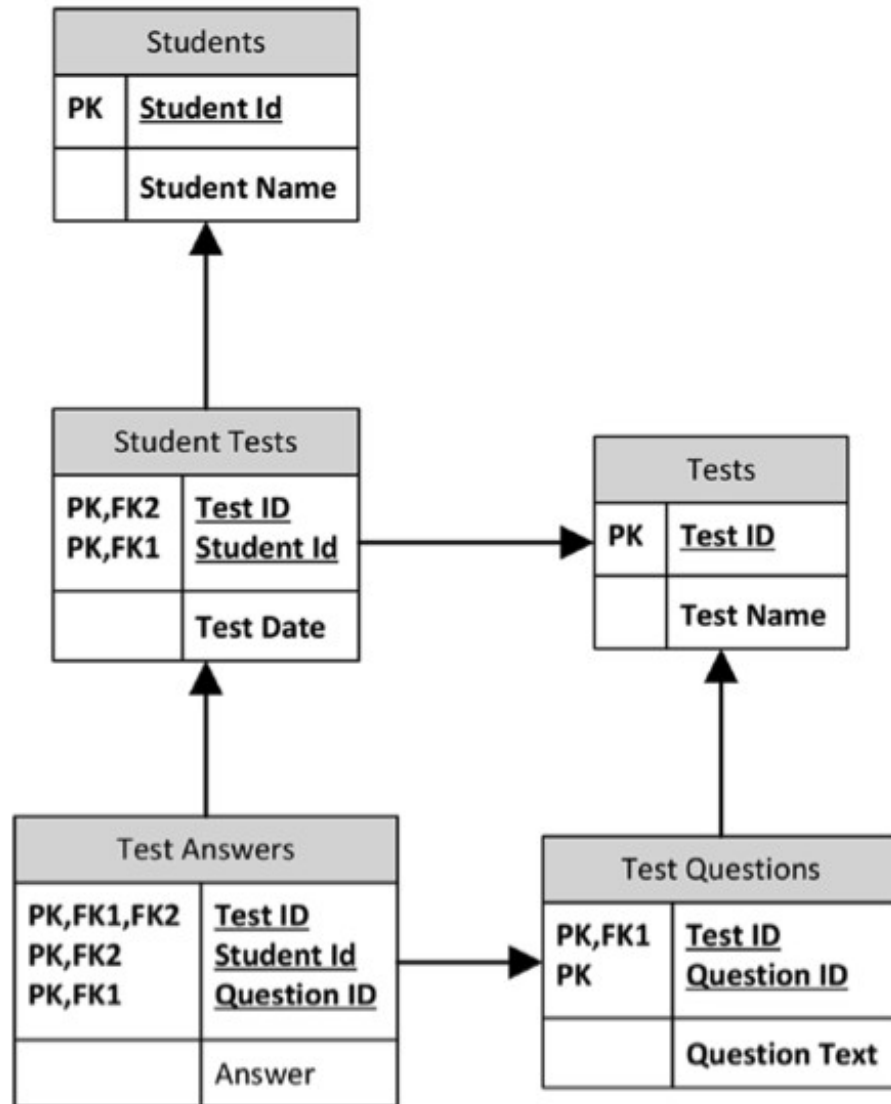 Students
PK Student Id
Student Name
Student Tests
PK,FK2 Test ID
PK,FK1 Student Id
Test Date
Tests
PK Test ID
Test Name
Test Answers
PK,FK1,FK2 Test ID
PK,FK2 Student Id
PK,FK1 Question ID
Answer
Test Questions
PK,FK1 Test ID
PK Question ID
Question Text